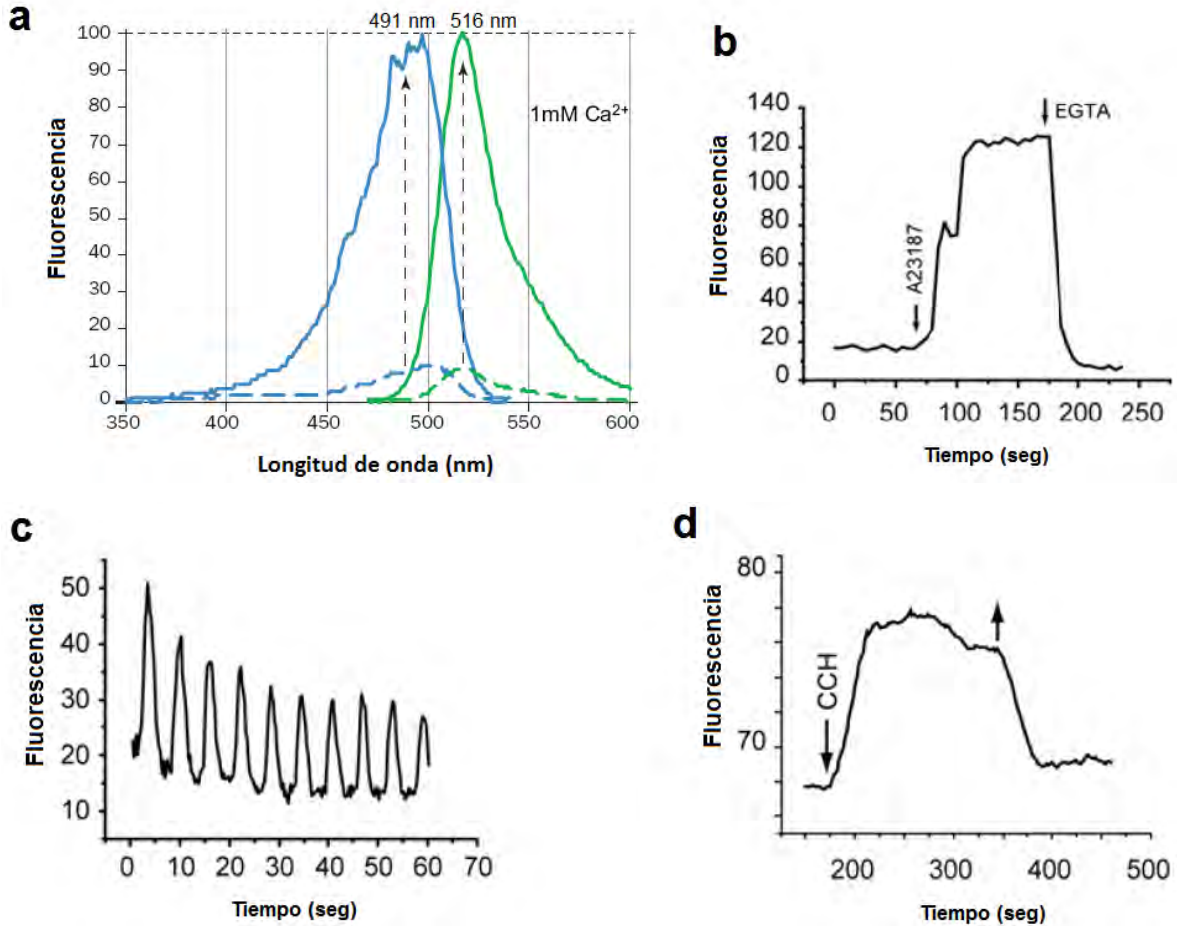 a
491 nm 516 nm
1mM Ca²⁺
Fluorescencia
100
90
80
70
60
50
40
30
20
10
0
350 400 450 500 550 600
Longitud de onda (nm)
b
Fluorescencia
140
120
100
80
60
40
20
0
A23187
EGTA
0 50 100 150 200 250
Tiempo (seg)
c
Fluorescencia
50
40
30
20
10
0 10 20 30 40 50 60 70
Tiempo (seg)
d
Fluorescencia
80
70
CCH
200 300 400 500
Tiempo (seg)